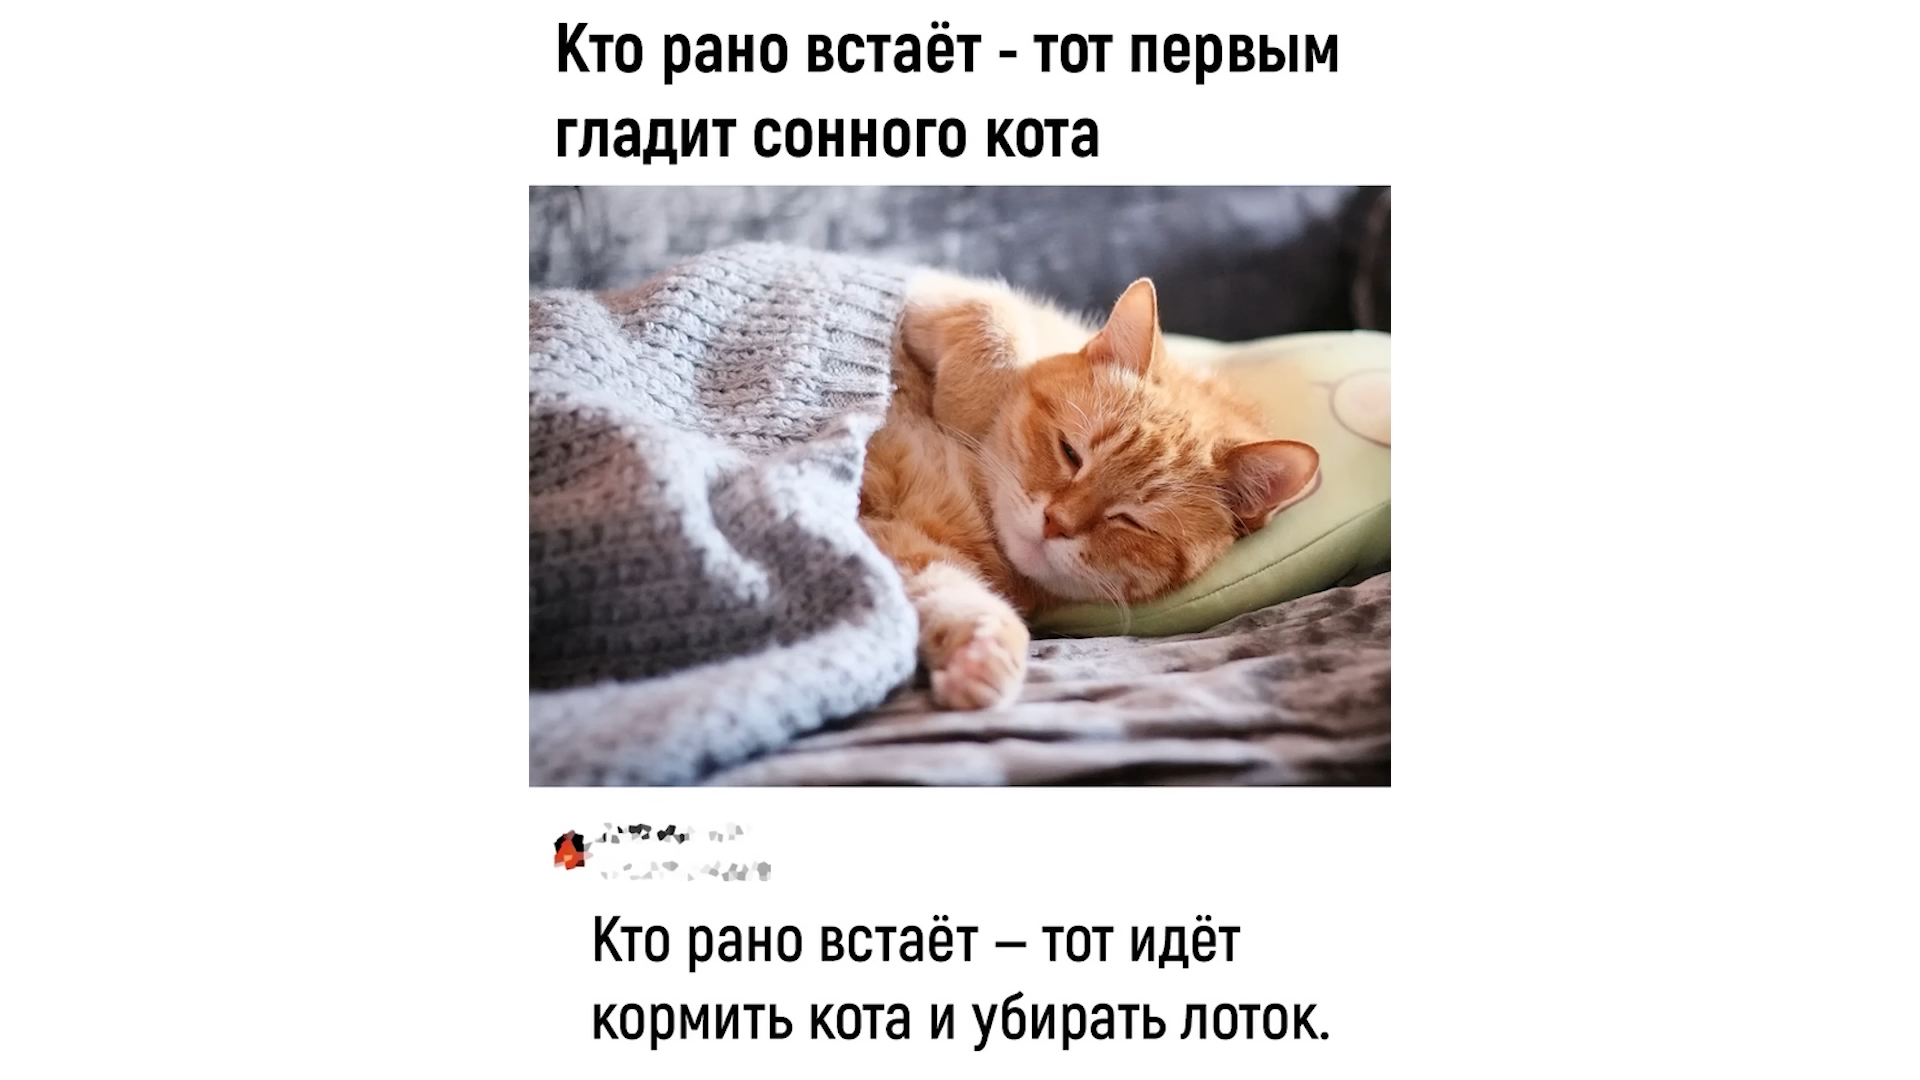 Кто рано встаёт - тот первым
гладит сонного кота
Кто рано встаёт – тот идёт
кормить кота и убирать лоток.